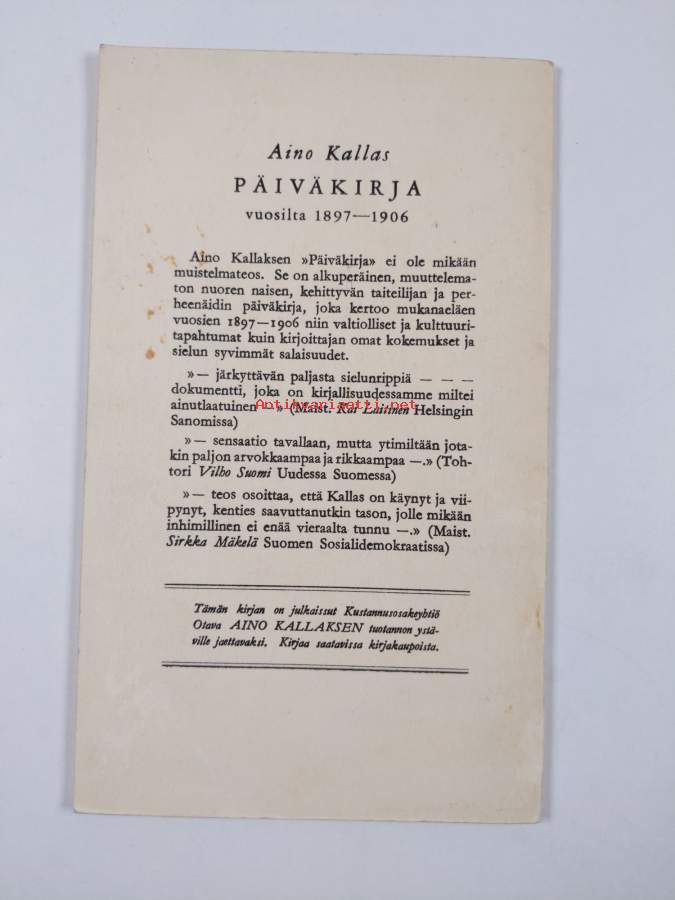 Aino Kallas
PÄIVÄKIRJA
vuosilta 1897—1906
Aino Kallaksen »Päiväkirja» ei ole mikään
muistelmateos. Se on alkuperäinen, muuttelema-
ton nuoren naisen, kehittyvän taiteilijan ja per-
heenäidin päiväkirja, joka kertoo mukanaeläen
vuosien 1897—1906 niin valtiolliset ja kulttuuri-
tapahtumat kuin kirjoittajan omat kokemukset ja
sielun syvimmät salaisuudet.
»— järkyttävän paljasta sielunrippiä — — —
dokumentti, joka on kirjallisuudessamme miltei
ainutlaatuinen —» (Maist. Kai Laitinen Helsingin
Antikvariaatti.com
Sanomissa)
»— sensaatio tavallaan, mutta ytimiltään jota-
kin paljon arvokkaampaa ja rikkaampaa —.» (Toh-
tori Vilho Suomi Uudessa Suomessa)
»— teos osoittaa, että Kallas on käynyt ja vii-
pynyt, kenties saavuttanutkin tason, jolle mikään
inhimillinen ei enää vieraalta tunnu —.» (Maist.
Sirkka Mäkelä Suomen Sosialidemokraatissa)
Tämän kirjan on julkaissut Kustannusosakeyhtiö
Otava AINO KALLAKSEN tuotannon ystä-
ville jaettavaksi. Kirjaa saatavissa kirjakaupoista.